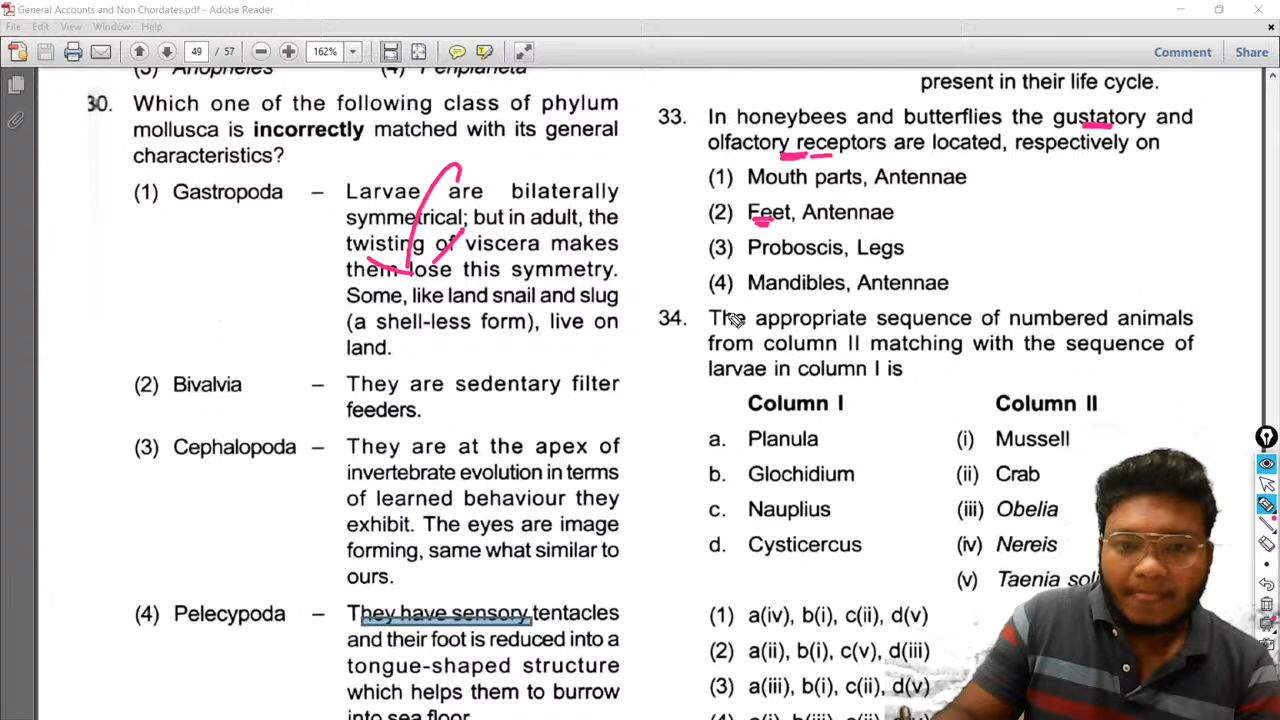 General Accounts and Non Chordates.pdf - Adobe Reader
File Edit View Window Help
49 / 57
162%
Comment
Share
(3) Anopheles (4) Periplaneta
30. Which one of the following class of phylum
mollusca is incorrectly matched with its general
characteristics?
(1) Gastropoda – Larvae are bilaterally
symmetrical; but in adult, the
twisting of viscera makes
them lose this symmetry.
Some, like land snail and slug
(a shell-less form), live on
land.
(2) Bivalvia – They are sedentary filter
feeders.
(3) Cephalopoda – They are at the apex of
invertebrate evolution in terms
of learned behaviour they
exhibit. The eyes are image
forming, same what similar to
ours.
(4) Pelecypoda – They have sensory tentacles
and their foot is reduced into a
tongue-shaped structure
which helps them to burrow
into sea floor.
present in their life cycle.
33. In honeybees and butterflies the gustatory and
olfactory receptors are located, respectively on
(1) Mouth parts, Antennae
(2) Feet, Antennae
(3) Proboscis, Legs
(4) Mandibles, Antennae
34. The appropriate sequence of numbered animals
from column II matching with the sequence of
larvae in column I is
Column I Column II
a. Planula (i) Mussell
b. Glochidium (ii) Crab
c. Nauplius (iii) Obelia
d. Cysticercus (iv) Nereis
(v) Taenia soli
(1) a(iv), b(i), c(ii), d(v)
(2) a(ii), b(i), c(v), d(iii)
(3) a(iii), b(i), c(ii), d(v)